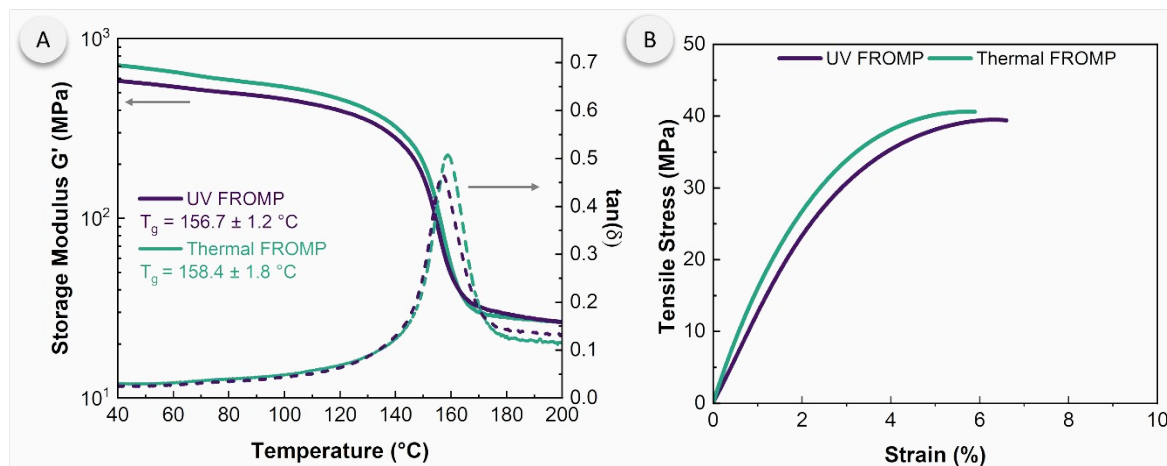 A
Storage Modulus G' (MPa)
10³
10²
10¹
UV FROMP
T_g = 156.7 ± 1.2 °C
Thermal FROMP
T_g = 158.4 ± 1.8 °C
0.7
0.6
0.5
0.4
0.3
0.2
0.1
0.0
tan(δ)
40 60 80 100 120 140 160 180 200
Temperature (°C)
B
UV FROMP Thermal FROMP
Tensile Stress (MPa)
50
40
30
20
10
0
0 2 4 6 8 10
Strain (%)